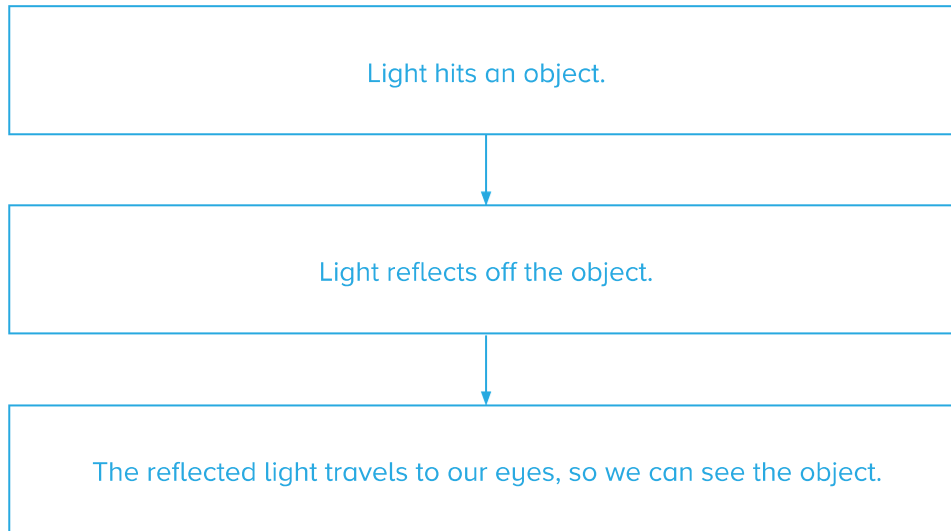 Light hits an object.
Light reflects off the object.
The reflected light travels to our eyes, so we can see the object.